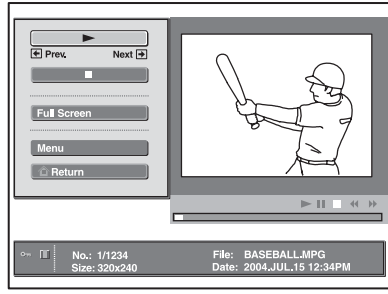 Prev. Next
Full Screen
Menu
Return
No.: 1/1234 File: BASEBALL.MPG
Size: 320x240 Date: 2004.JUL.15 12:34PM